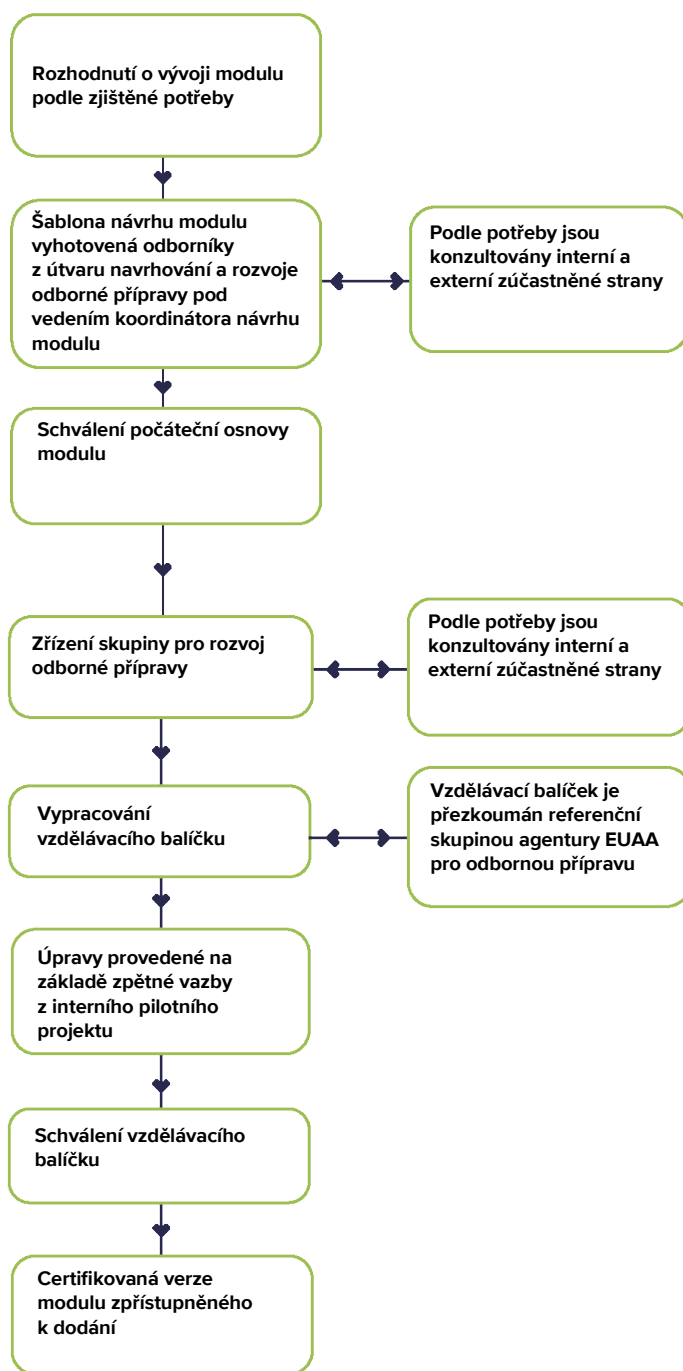 Rozhodnutí o vývoji modulu
podle zjištěné potřeby
Šablona návrhu modulu
vyhotovená odborníky
z útvaru navrhování a rozvoje
odborné přípravy pod
vedením koordinátora návrhu
modulu
Podle potřeby jsou
konzultovány interní a
externí zúčastněné strany
Schválení počáteční osnovy
modulu
Zřízení skupiny pro rozvoj
odborné přípravy
Podle potřeby jsou
konzultovány interní a
externí zúčastněné strany
Vypracování
vzdělávacího balíčku
Vzdělávací balíček je
přezkoumán referenční
skupinou agentury EUAA
pro odbornou přípravu
Úpravy provedené na
základě zpětné vazby
z interního pilotního
projektu
Schválení vzdělávacího
balíčku
Certifikovaná verze
modulu zpřístupněného
k dodání